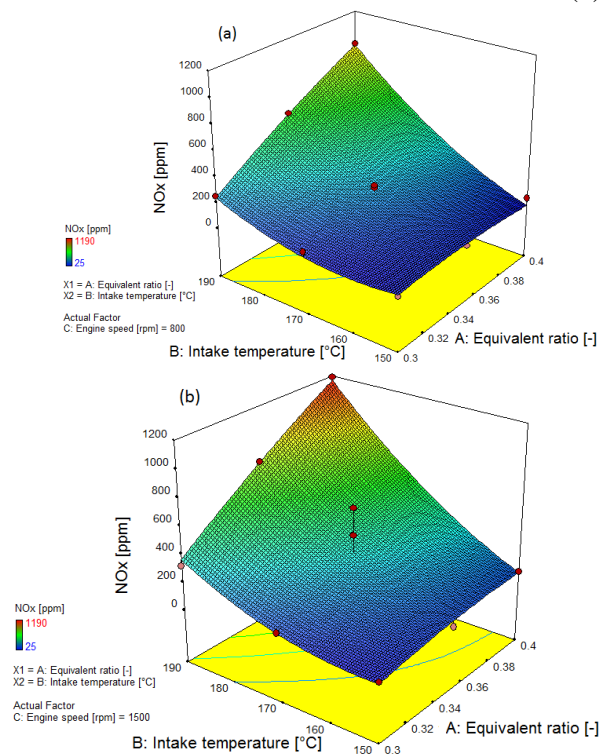 (a)
1200
1000
800
600
400
200
0
NOx [ppm]
NOx [ppm]
1190
25
X1 = A: Equivalent ratio [-]
X2 = B: Intake temperature [°C]
Actual Factor
C: Engine speed [rpm] = 800
190
180
170
160
150
B: Intake temperature [°C]
0.3
0.32
0.34
0.36
0.38
0.4
A: Equivalent ratio [-]
(b)
1200
1000
800
600
400
200
0
NOx [ppm]
NOx [ppm]
1190
25
X1 = A: Equivalent ratio [-]
X2 = B: Intake temperature [°C]
Actual Factor
C: Engine speed [rpm] = 1500
190
180
170
160
150
B: Intake temperature [°C]
0.3
0.32
0.34
0.36
0.38
0.4
A: Equivalent ratio [-]